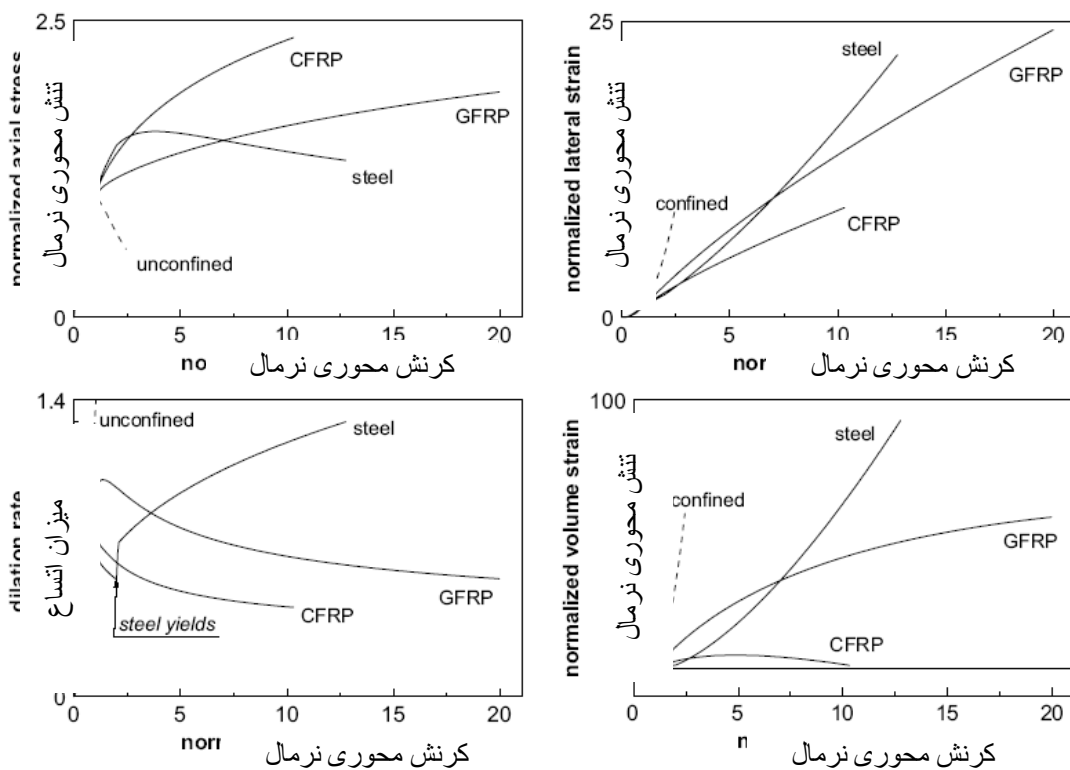 2.5
normalized axial stress
تنش محوری نرمال
CFRP
GFRP
steel
unconfined
0
0 5 10 15 20
no
کرنش محوری نرمال
25
normalized lateral strain
تنش محوری نرمال
steel
GFRP
confined
CFRP
0
0 5 10 15 20
nor
کرنش محوری نرمال
1.4
dilation rate
میزان اتساع
unconfined
steel
steel yields
CFRP
GFRP
0
0 5 10 15 20
norr
کرنش محوری نرمال
100
normalized volume strain
تنش محوری نرمال
steel
confined
GFRP
CFRP
0
0 5 10 15 20
n
کرنش محوری نرمال